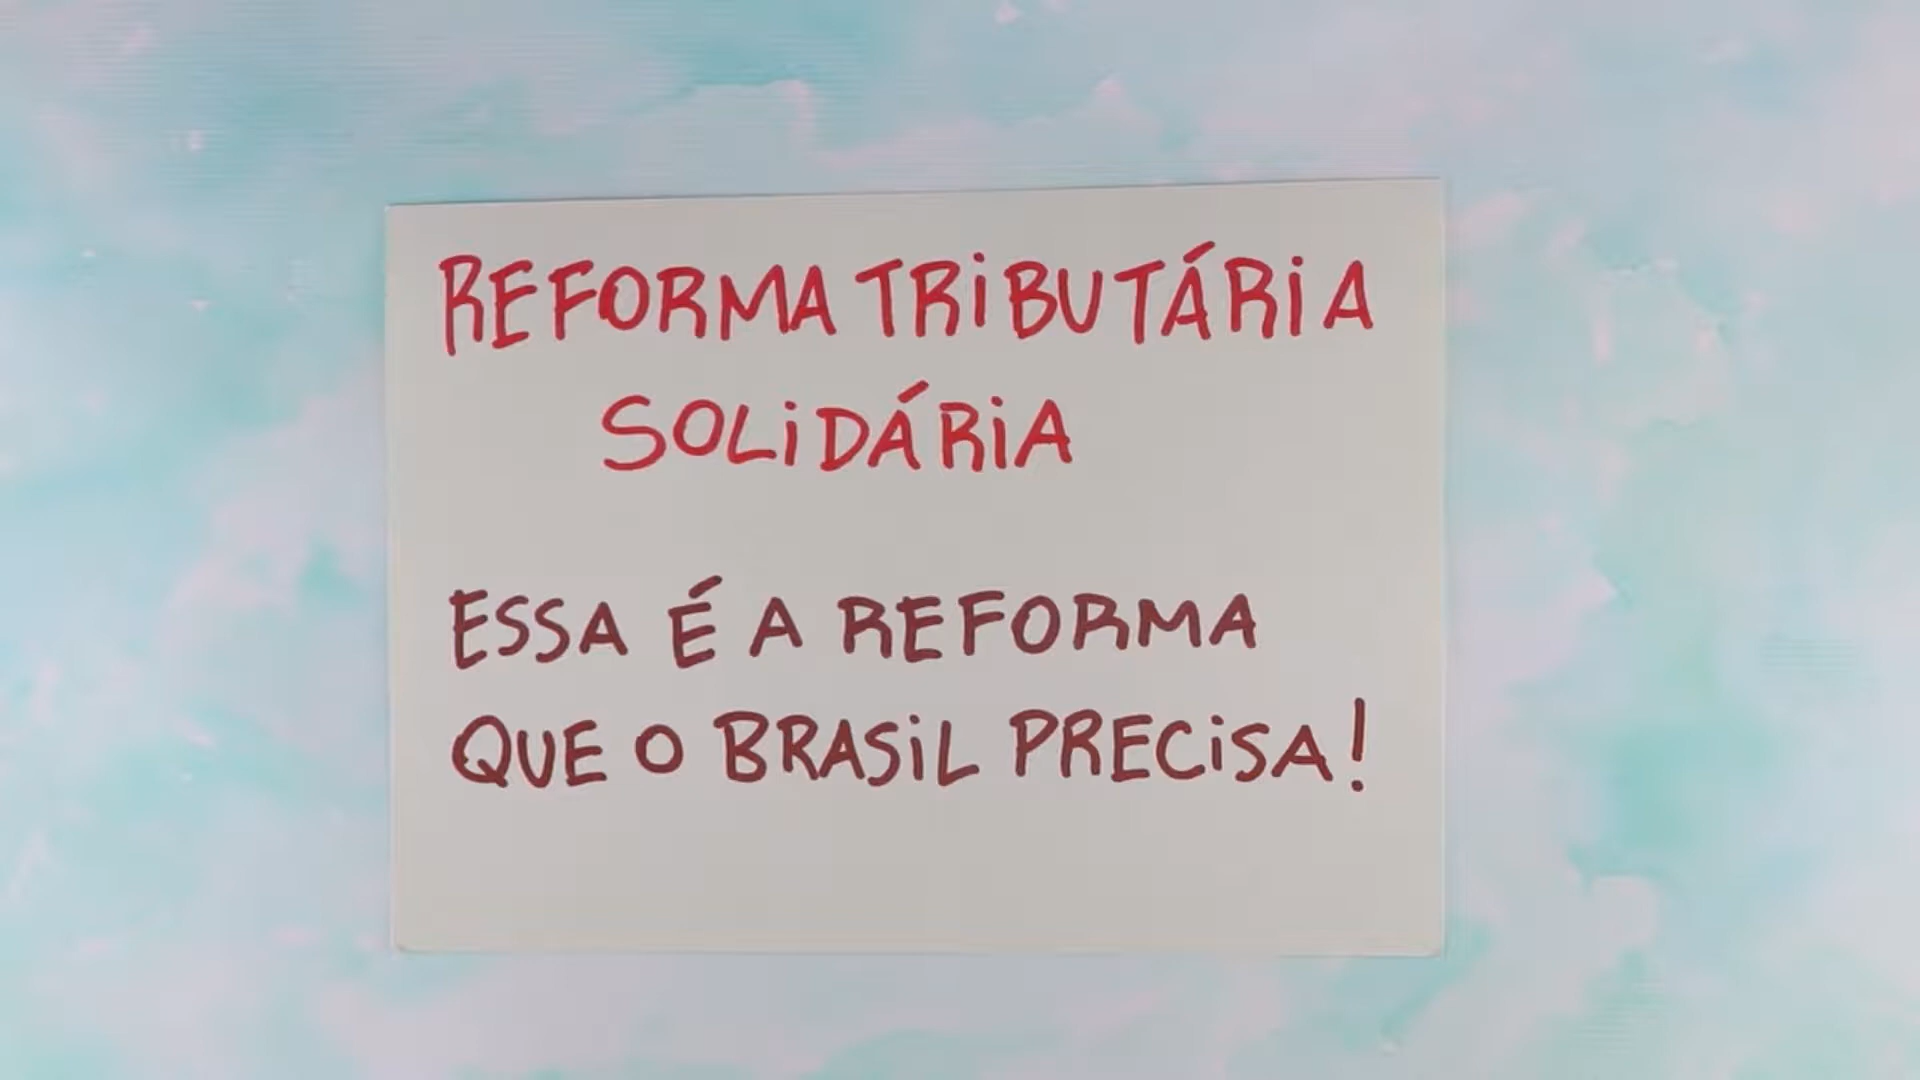 REFORMA TRIBUTÁRIA
SOLIDÁRIA
ESSA É A REFORMA
QUE O BRASIL PRECISA!